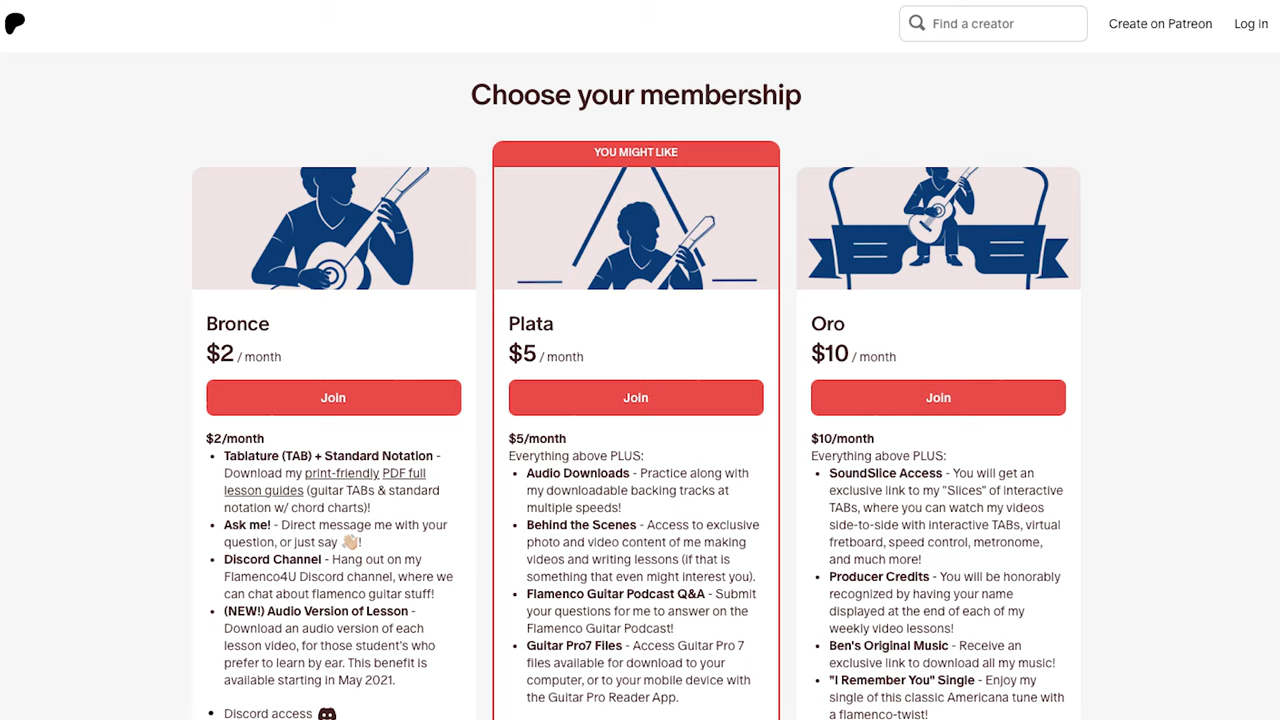 Find a creator
Create on Patreon
Log in
Choose your membership
Bronce
$2 / month
Join
$2/month
• Tablature (TAB) + Standard Notation -
Download my print-friendly PDF full
lesson guides (guitar TABs & standard
notation w/ chord charts)!
• Ask me! - Direct message me with your
question, or just say 👋🏼!
• Discord Channel - Hang out on my
Flamenco4U Discord channel, where we
can chat about flamenco guitar stuff!
• (NEW!) Audio Version of Lesson -
Download an audio version of each
lesson video, for those student's who
prefer to learn by ear. This benefit is
available starting in May 2021.
• Discord access
YOU MIGHT LIKE
Plata
$5 / month
Join
$5/month
Everything above PLUS:
• Audio Downloads - Practice along with
my downloadable backing tracks at
multiple speeds!
• Behind the Scenes - Access to exclusive
photo and video content of me making
videos and writing lessons (if that is
something that even might interest you).
• Flamenco Guitar Podcast Q&A - Submit
your questions for me to answer on the
Flamenco Guitar Podcast!
• Guitar Pro7 Files - Access Guitar Pro 7
files available for download to your
computer, or to your mobile device with
the Guitar Pro Reader App.
Oro
$10 / month
Join
$10/month
Everything above PLUS:
• SoundSlice Access - You will get an
exclusive link to my "Slices" of interactive
TABs, where you can watch my videos
side-to-side with interactive TABs, virtual
fretboard, speed control, metronome,
and much more!
• Producer Credits - You will be honorably
recognized by having your name
displayed at the end of each of my
weekly video lessons!
• Ben's Original Music - Receive an
exclusive link to download all my music!
• "I Remember You" Single - Enjoy my
single of this classic Americana tune with
a flamenco-twist!